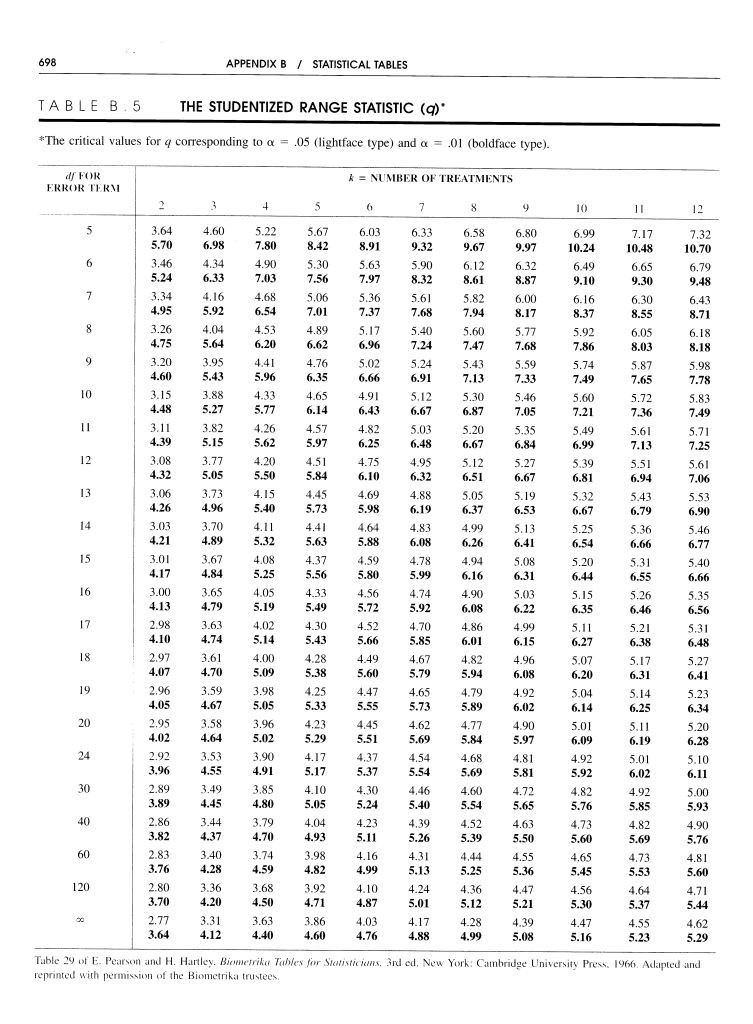 698
APPENDIX B / STATISTICAL TABLES
TABLE B.5 THE STUDENTIZED RANGE STATISTIC (q)*
*The critical values for q corresponding to α = .05 (lightface type) and α = .01 (boldface type).
df FOR
ERROR TERM
k = NUMBER OF TREATMENTS
2 3 4 5 6 7 8 9 10 11 12
5 3.64 4.60 5.22 5.67 6.03 6.33 6.58 6.80 6.99 7.17 7.32
5.70 6.98 7.80 8.42 8.91 9.32 9.67 9.97 10.24 10.48 10.70
6 3.46 4.34 4.90 5.30 5.63 5.90 6.12 6.32 6.49 6.65 6.79
5.24 6.33 7.03 7.56 7.97 8.32 8.61 8.87 9.10 9.30 9.48
7 3.34 4.16 4.68 5.06 5.36 5.61 5.82 6.00 6.16 6.30 6.43
4.95 5.92 6.54 7.01 7.37 7.68 7.94 8.17 8.37 8.55 8.71
8 3.26 4.04 4.53 4.89 5.17 5.40 5.60 5.77 5.92 6.05 6.18
4.75 5.64 6.20 6.62 6.96 7.24 7.47 7.68 7.86 8.03 8.18
9 3.20 3.95 4.41 4.76 5.02 5.24 5.43 5.59 5.74 5.87 5.98
4.60 5.43 5.96 6.35 6.66 6.91 7.13 7.33 7.49 7.65 7.78
10 3.15 3.88 4.33 4.65 4.91 5.12 5.30 5.46 5.60 5.72 5.83
4.48 5.27 5.77 6.14 6.43 6.67 6.87 7.05 7.21 7.36 7.49
11 3.11 3.82 4.26 4.57 4.82 5.03 5.20 5.35 5.49 5.61 5.71
4.39 5.15 5.62 5.97 6.25 6.48 6.67 6.84 6.99 7.13 7.25
12 3.08 3.77 4.20 4.51 4.75 4.95 5.12 5.27 5.39 5.51 5.61
4.32 5.05 5.50 5.84 6.10 6.32 6.51 6.67 6.81 6.94 7.06
13 3.06 3.73 4.15 4.45 4.69 4.88 5.05 5.19 5.32 5.43 5.53
4.26 4.96 5.40 5.73 5.98 6.19 6.37 6.53 6.67 6.79 6.90
14 3.03 3.70 4.11 4.41 4.64 4.83 4.99 5.13 5.25 5.36 5.46
4.21 4.89 5.32 5.63 5.88 6.08 6.26 6.41 6.54 6.66 6.77
15 3.01 3.67 4.08 4.37 4.59 4.78 4.94 5.08 5.20 5.31 5.40
4.17 4.84 5.25 5.56 5.80 5.99 6.16 6.31 6.44 6.55 6.66
16 3.00 3.65 4.05 4.33 4.56 4.74 4.90 5.03 5.15 5.26 5.35
4.13 4.79 5.19 5.49 5.72 5.92 6.08 6.22 6.35 6.46 6.56
17 2.98 3.63 4.02 4.30 4.52 4.70 4.86 4.99 5.11 5.21 5.31
4.10 4.74 5.14 5.43 5.66 5.85 6.01 6.15 6.27 6.38 6.48
18 2.97 3.61 4.00 4.28 4.49 4.67 4.82 4.96 5.07 5.17 5.27
4.07 4.70 5.09 5.38 5.60 5.79 5.94 6.08 6.20 6.31 6.41
19 2.96 3.59 3.98 4.25 4.47 4.65 4.79 4.92 5.04 5.14 5.23
4.05 4.67 5.05 5.33 5.55 5.73 5.89 6.02 6.14 6.25 6.34
20 2.95 3.58 3.96 4.23 4.45 4.62 4.77 4.90 5.01 5.11 5.20
4.02 4.64 5.02 5.29 5.51 5.69 5.84 5.97 6.09 6.19 6.28
24 2.92 3.53 3.90 4.17 4.37 4.54 4.68 4.81 4.92 5.01 5.10
3.96 4.55 4.91 5.17 5.37 5.54 5.69 5.81 5.92 6.02 6.11
30 2.89 3.49 3.85 4.10 4.30 4.46 4.60 4.72 4.82 4.92 5.00
3.89 4.45 4.80 5.05 5.24 5.40 5.54 5.65 5.76 5.85 5.93
40 2.86 3.44 3.79 4.04 4.23 4.39 4.52 4.63 4.73 4.82 4.90
3.82 4.37 4.70 4.93 5.11 5.26 5.39 5.50 5.60 5.69 5.76
60 2.83 3.40 3.74 3.98 4.16 4.31 4.44 4.55 4.65 4.73 4.81
3.76 4.28 4.59 4.82 4.99 5.13 5.25 5.36 5.45 5.53 5.60
120 2.80 3.36 3.68 3.92 4.10 4.24 4.36 4.47 4.56 4.64 4.71
3.70 4.20 4.50 4.71 4.87 5.01 5.12 5.21 5.30 5.37 5.44
∞ 2.77 3.31 3.63 3.86 4.03 4.17 4.28 4.39 4.47 4.55 4.62
3.64 4.12 4.40 4.60 4.76 4.88 4.99 5.08 5.16 5.23 5.29
Table 29 of E. Pearson and H. Hartley, Biometrika Tables for Statisticians, 3rd ed, New York: Cambridge University Press, 1966. Adapted and
reprinted with permission of the Biometrika trustees.